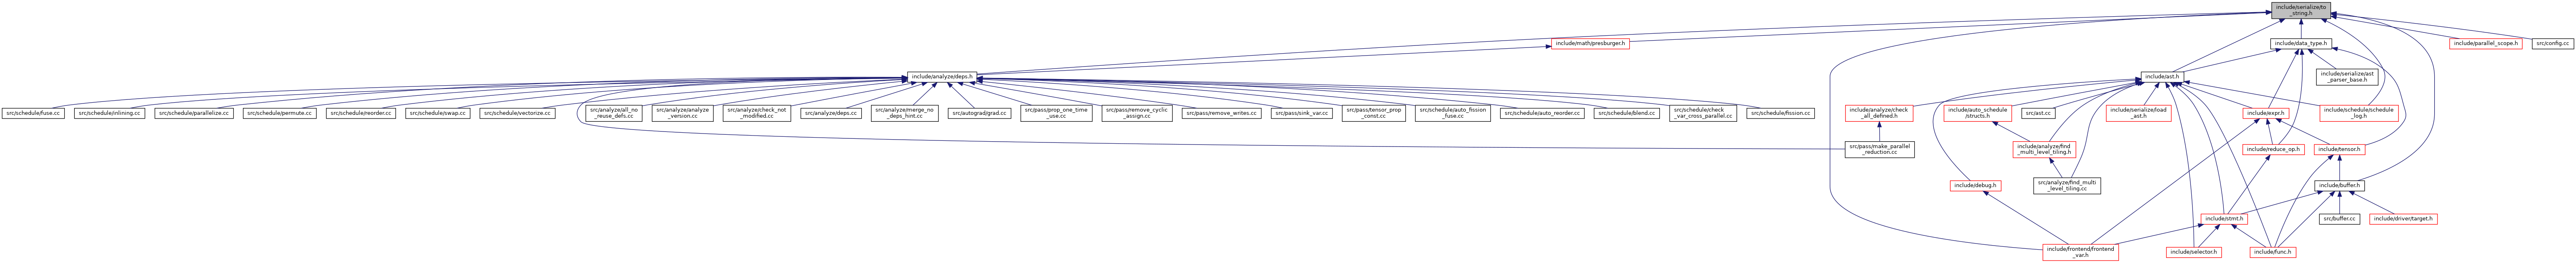 include/serialize/to
_string.h
include/math/presburger.h
include/data_type.h
include/parallel_scope.h
src/config.cc
include/analyze/deps.h
include/ast.h
include/serialize/ast
_parser_base.h
src/schedule/fuse.cc
src/schedule/inlining.cc
src/schedule/parallelize.cc
src/schedule/permute.cc
src/schedule/reorder.cc
src/schedule/swap.cc
src/schedule/vectorize.cc
src/analyze/all_no
_reuse_defs.cc
src/analyze/analyze
_version.cc
src/analyze/check_not
_modified.cc
src/analyze/deps.cc
src/analyze/merge_no
_deps_hint.cc
src/autograd/grad.cc
src/pass/prop_one_time
_use.cc
src/pass/remove_cyclic
_assign.cc
src/pass/remove_writes.cc
src/pass/sink_var.cc
src/pass/tensor_prop
_const.cc
src/schedule/auto_fission
_fuse.cc
src/schedule/auto_reorder.cc
src/schedule/blend.cc
src/schedule/check
_var_cross_parallel.cc
src/schedule/fission.cc
include/analyze/check
_all_defined.h
include/auto_schedule
/structs.h
src/ast.cc
include/serialize/load
_ast.h
include/expr.h
include/schedule/schedule
_log.h
src/pass/make_parallel
_reduction.cc
include/analyze/find
_multi_level_tiling.h
include/reduce_op.h
include/tensor.h
include/debug.h
src/analyze/find_multi
_level_tiling.cc
include/buffer.h
include/stmt.h
src/buffer.cc
include/driver/target.h
include/frontend/frontend
_var.h
include/selector.h
include/func.h